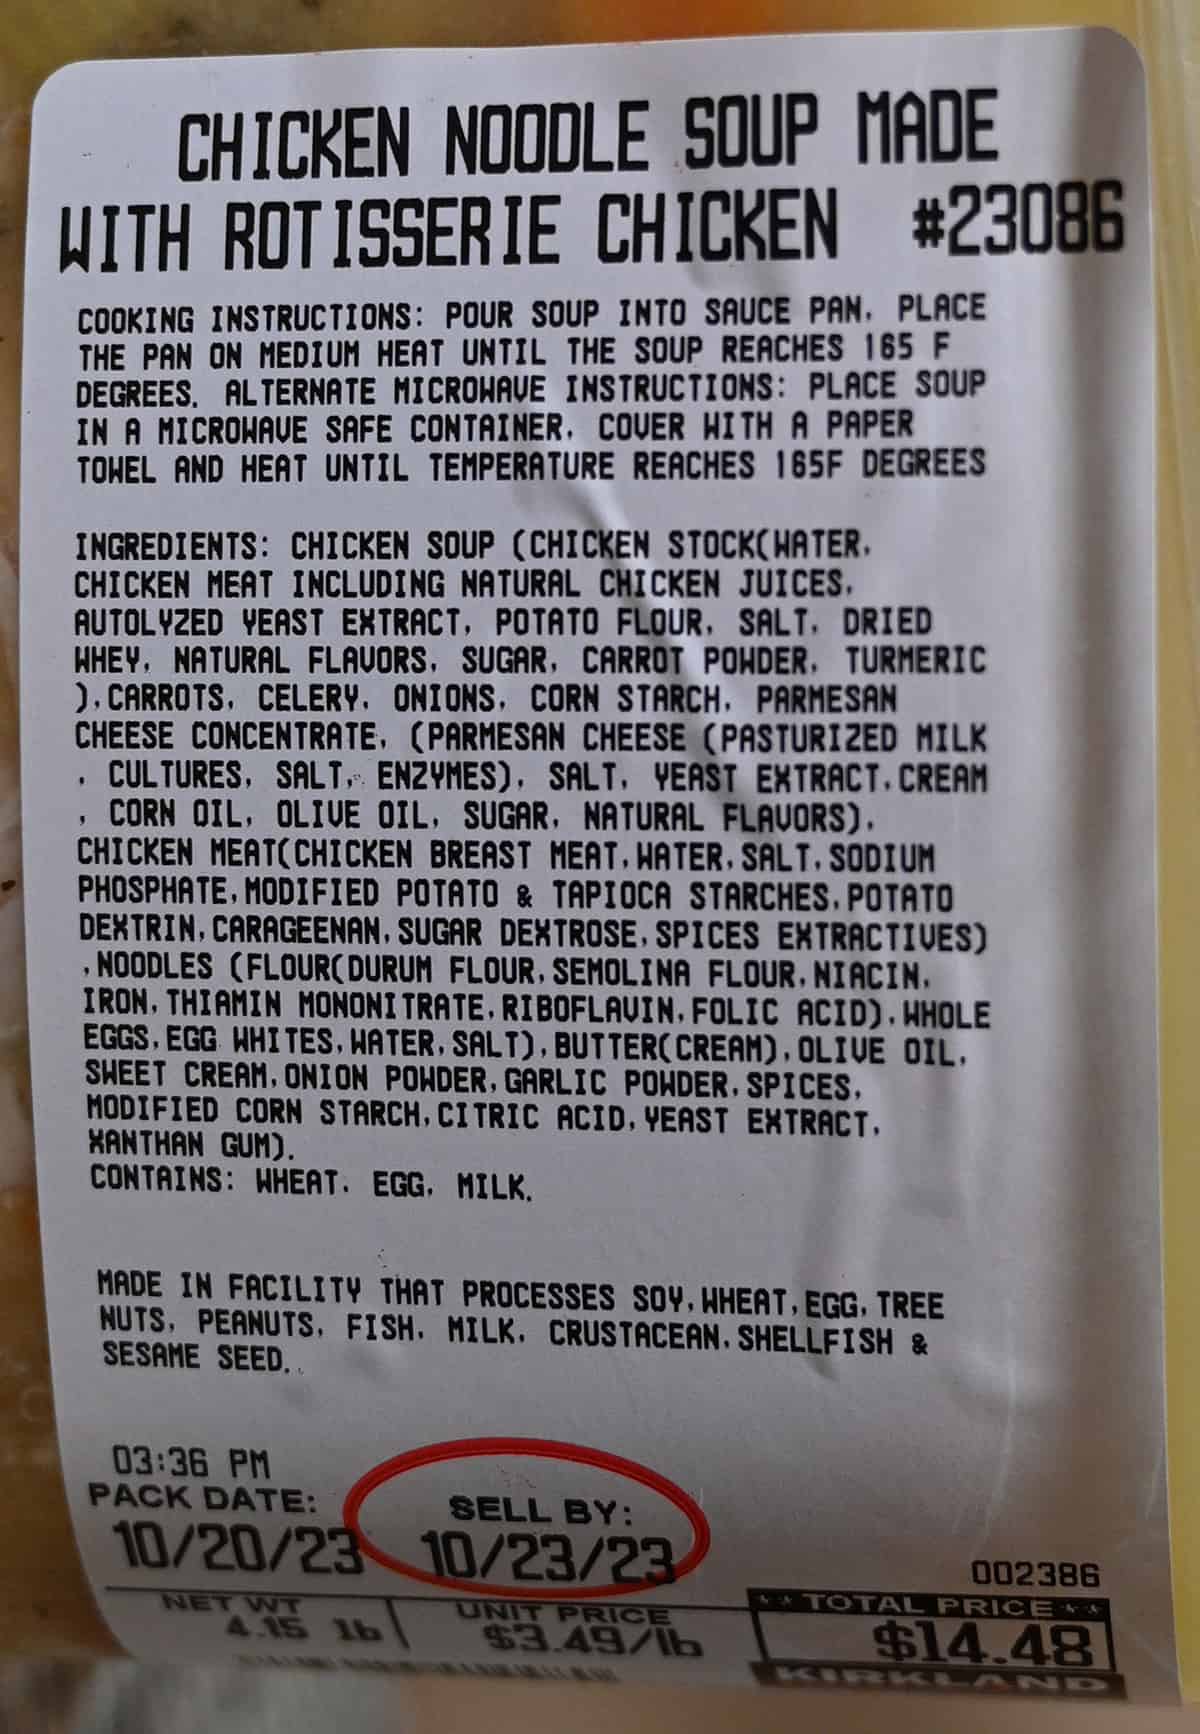 CHICKEN NOODLE SOUP MADE
WITH ROTISSERIE CHICKEN #23086
COOKING INSTRUCTIONS: POUR SOUP INTO SAUCE PAN. PLACE
THE PAN ON MEDIUM HEAT UNTIL THE SOUP REACHES 165 F
DEGREES. ALTERNATE MICROWAVE INSTRUCTIONS: PLACE SOUP
IN A MICROWAVE SAFE CONTAINER. COVER WITH A PAPER
TOWEL AND HEAT UNTIL TEMPERATURE REACHES 165F DEGREES
INGREDIENTS: CHICKEN SOUP (CHICKEN STOCK(WATER,
CHICKEN MEAT INCLUDING NATURAL CHICKEN JUICES,
AUTOLYZED YEAST EXTRACT, POTATO FLOUR, SALT, DRIED
WHEY, NATURAL FLAVORS, SUGAR, CARROT POWDER, TURMERIC
),CARROTS, CELERY, ONIONS, CORN STARCH, PARMESAN
CHEESE CONCENTRATE, (PARMESAN CHEESE (PASTURIZED MILK
, CULTURES, SALT, ENZYMES), SALT, YEAST EXTRACT,CREAM
, CORN OIL, OLIVE OIL, SUGAR, NATURAL FLAVORS),
CHICKEN MEAT(CHICKEN BREAST MEAT,WATER,SALT,SODIUM
PHOSPHATE,MODIFIED POTATO & TAPIOCA STARCHES,POTATO
DEXTRIN,CARAGEENAN,SUGAR DEXTROSE,SPICES EXTRACTIVES)
,NOODLES (FLOUR(DURUM FLOUR,SEMOLINA FLOUR,NIACIN,
IRON,THIAMIN MONONITRATE,RIBOFLAVIN,FOLIC ACID),WHOLE
EGGS,EGG WHITES,WATER,SALT),BUTTER(CREAM),OLIVE OIL,
SWEET CREAM,ONION POWDER,GARLIC POWDER,SPICES,
MODIFIED CORN STARCH,CITRIC ACID,YEAST EXTRACT,
XANTHAN GUM).
CONTAINS: WHEAT, EGG, MILK.
MADE IN FACILITY THAT PROCESSES SOY,WHEAT,EGG,TREE
NUTS, PEANUTS, FISH, MILK, CRUSTACEAN,SHELLFISH &
SESAME SEED.
03:36 PM
PACK DATE: SELL BY:
10/20/23 10/23/23
002386
NET WT UNIT PRICE TOTAL PRICE
4.15 lb $3.49/lb $14.48
KIRKLAND